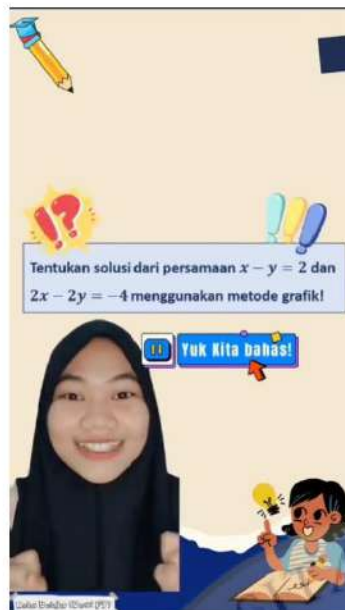 Tentukan solusi dari persamaan x − y = 2 dan
2x − 2y = −4 menggunakan metode grafik!
Yuk Kita bahas!